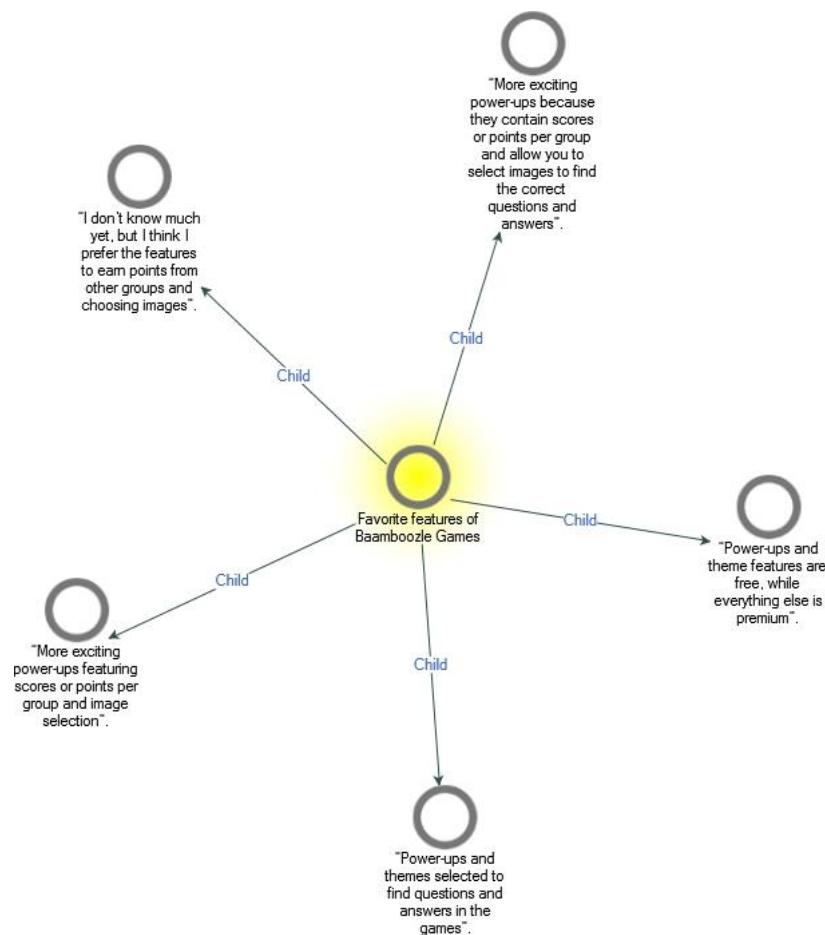 "More exciting
power-ups because
they contain scores
or points per group
and allow you to
select images to find
the correct
questions and
answers".
"I don't know much
yet, but I think I
prefer the features
to earn points from
other groups and
choosing images".
Child
Child
Favorite features of
Baamboozle Games
Child
"Power-ups and
theme features are
free, while
everything else is
premium".
Child
"More exciting
power-ups featuring
scores or points per
group and image
selection".
Child
"Power-ups and
themes selected to
find questions and
answers in the
games".